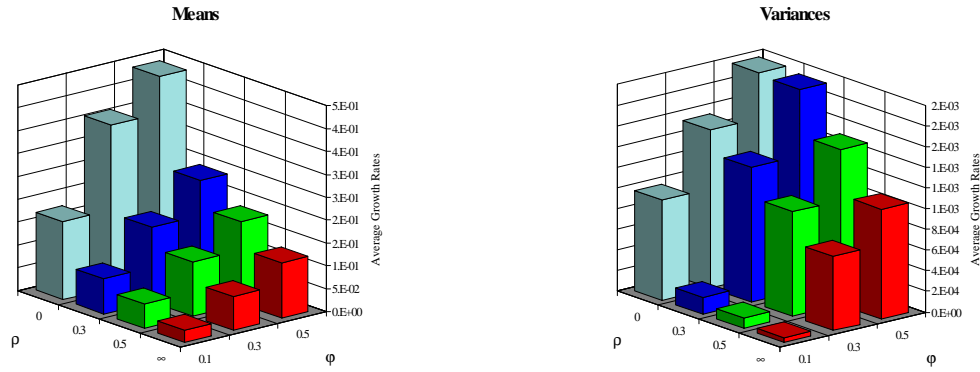 Means
5.E-01
4.E-01
4.E-01
3.E-01
3.E-01
2.E-01
2.E-01
1.E-01
5.E-02
0.E+00
Average Growth Rates
0
0.3
0.5
∞
ρ
0.1
0.3
0.5
φ
Variances
2.E-03
2.E-03
2.E-03
1.E-03
1.E-03
1.E-03
8.E-04
6.E-04
4.E-04
2.E-04
0.E+00
Average Growth Rates
0
0.3
0.5
∞
ρ
0.1
0.3
0.5
φ